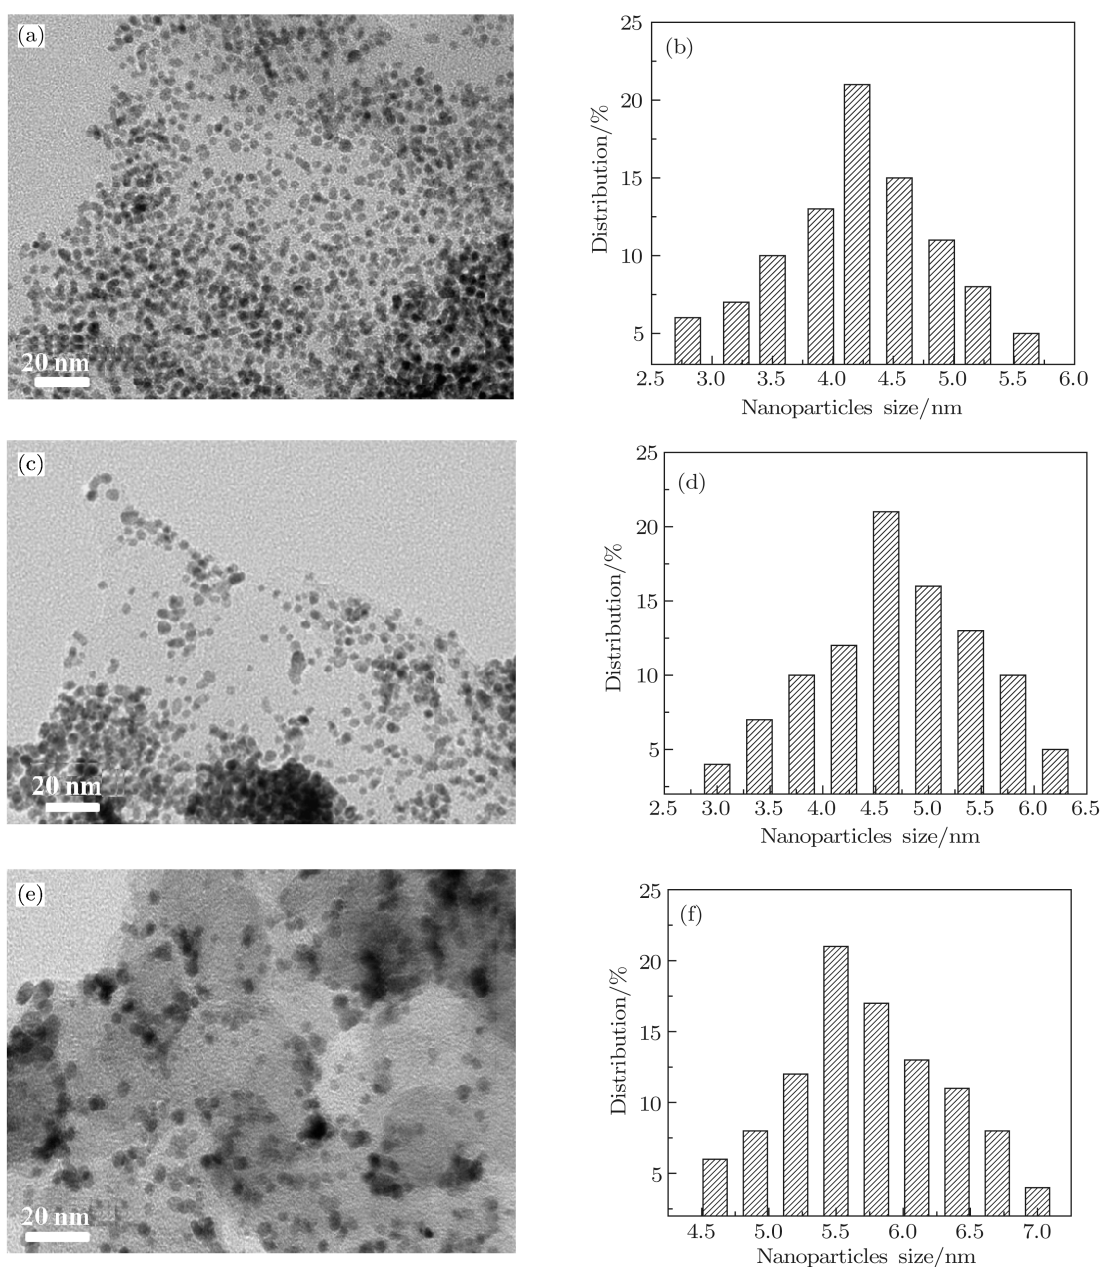 (a)
20 nm
(b)
25
20
15
10
5
Distribution/%
2.5 3.0 3.5 4.0 4.5 5.0 5.5 6.0
Nanoparticles size/nm
(c)
20 nm
(d)
25
20
15
10
5
Distribution/%
2.5 3.0 3.5 4.0 4.5 5.0 5.5 6.0 6.5
Nanoparticles size/nm
(e)
20 nm
(f)
25
20
15
10
5
Distribution/%
4.5 5.0 5.5 6.0 6.5 7.0
Nanoparticles size/nm